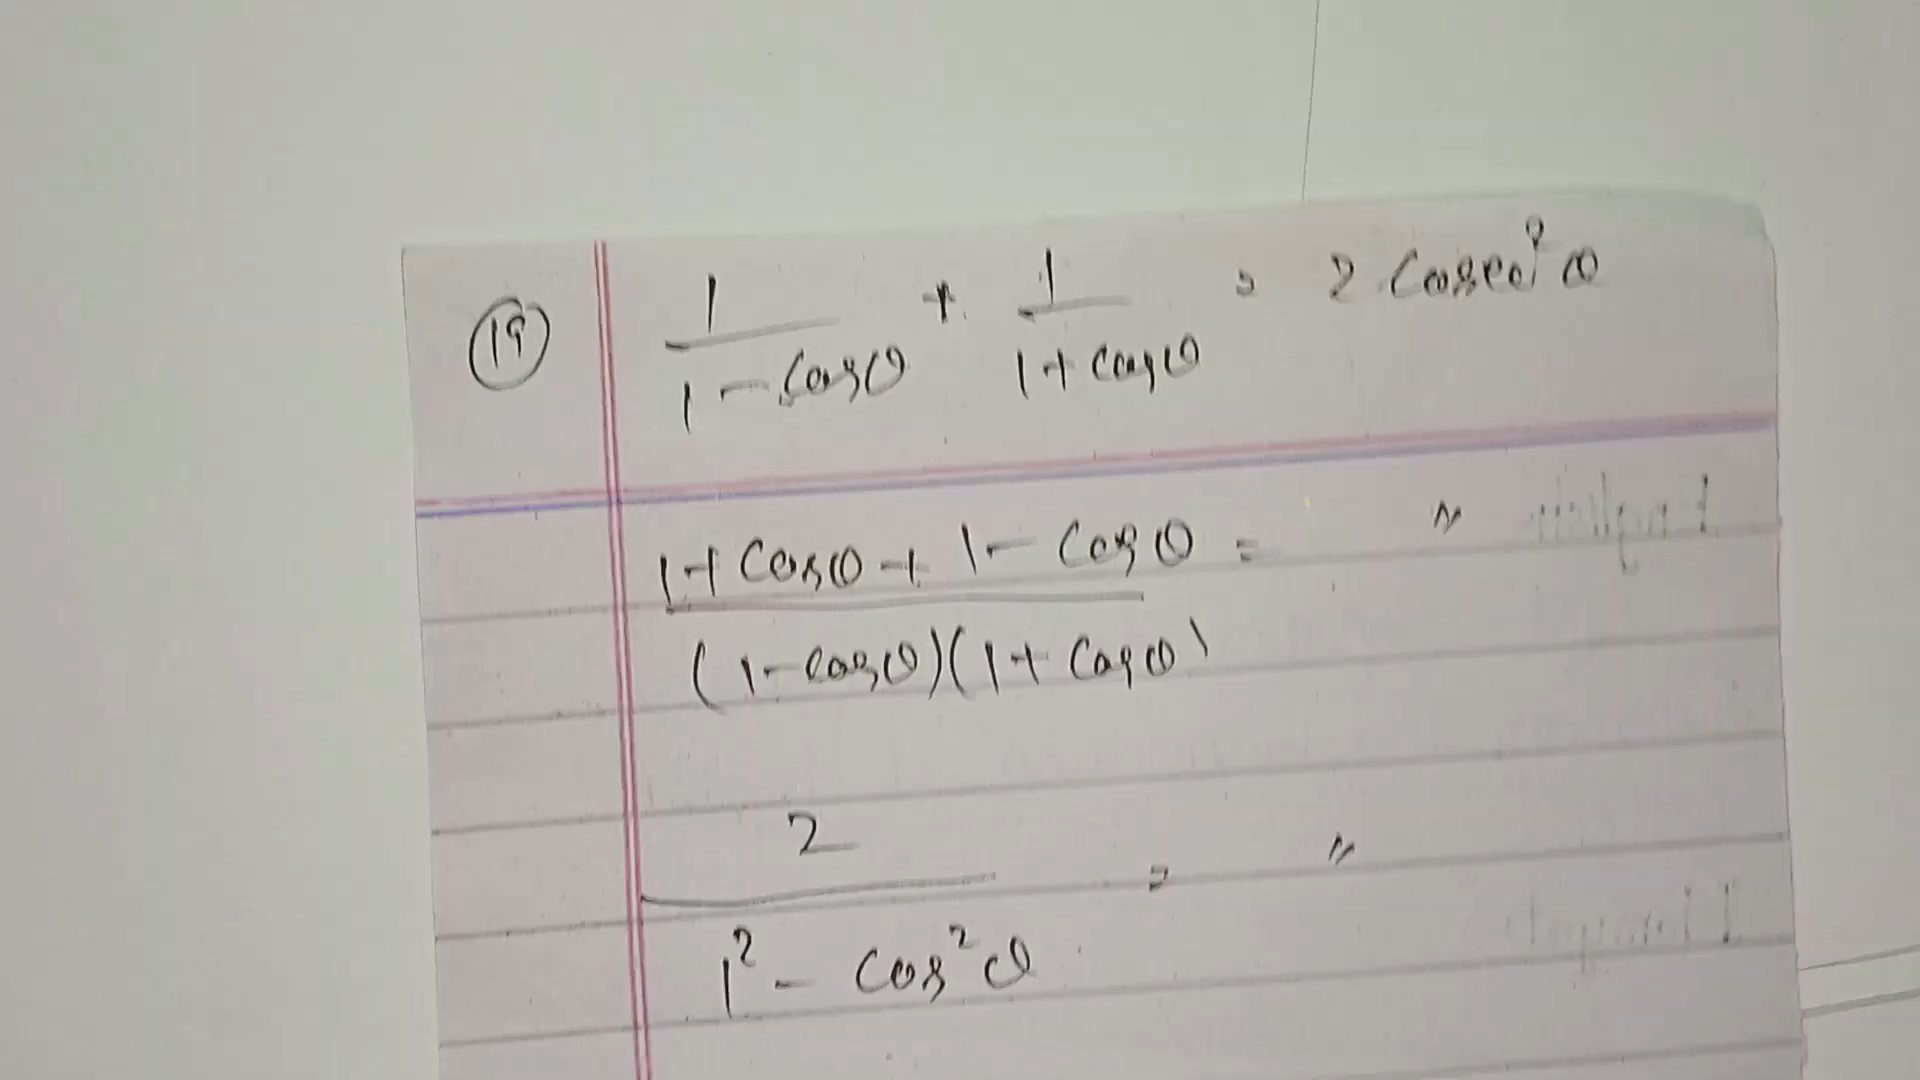 (19) 1/(1 - Cosθ) + 1/(1 + Cosθ) = 2 Cosec²θ
(1 + Cosθ + 1 - Cosθ)/((1 - Cosθ)(1 + Cosθ)) = "
2/(1² - Cos²θ) = "